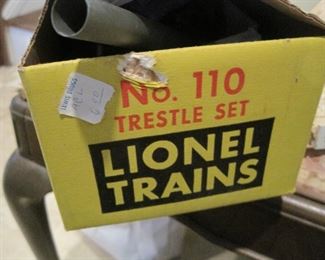 No. 110
TRESTLE SET
LIONEL
TRAINS